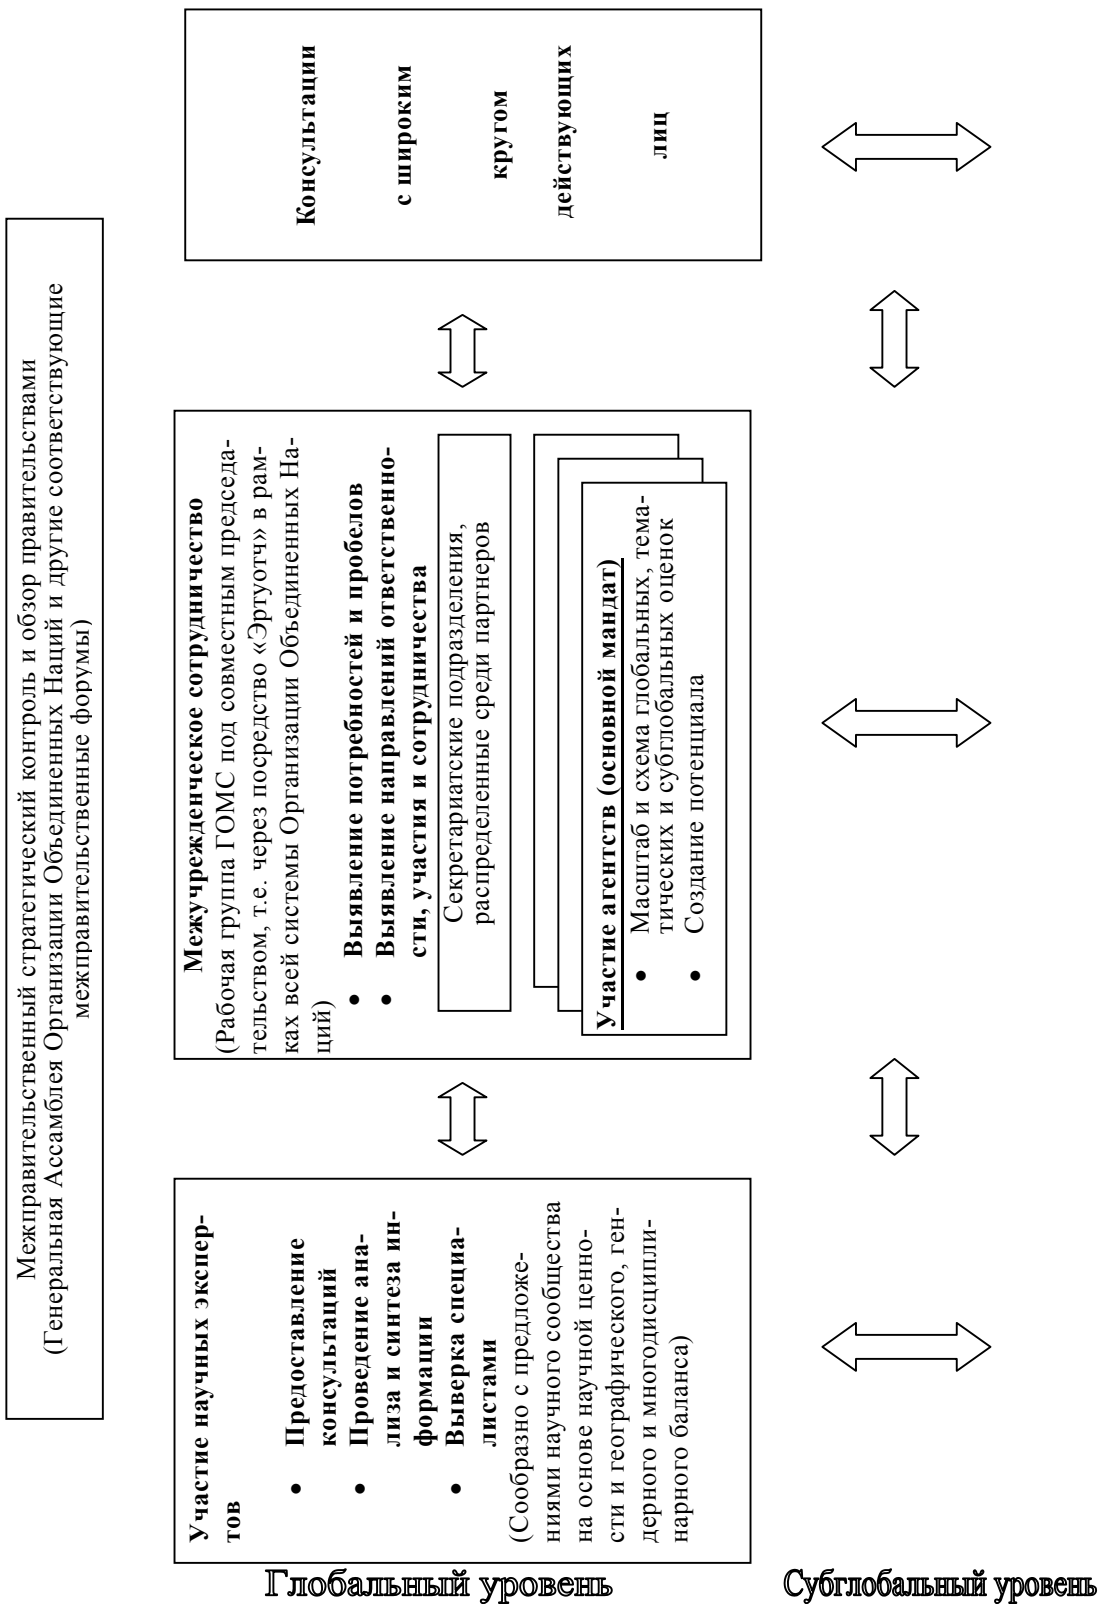 Межправительственный стратегический контроль и обзор правительствами
(Генеральная Ассамблея Организации Объединенных Наций и другие соответствующие
межправительственные форумы)
Участие научных экспер-
тов
• Предоставление
консультаций
• Проведение ана-
лиза и синтеза ин-
формации
• Выверка специа-
листами
(Сообразно с предложе-
ниями научного сообщества
на основе научной ценно-
сти и географического, ген-
дерного и многодисципли-
нарного баланса)
Межучрежденческое сотрудничество
(Рабочая группа ГОМС под совместным председа-
тельством, т.е. через посредство «Эртуотч» в рам-
ках всей системы Организации Объединенных На-
ций)
• Выявление потребностей и пробелов
• Выявление направлений ответственно-
сти, участия и сотрудничества
Секретариатские подразделения,
распределенные среди партнеров
Участие агентств (основной мандат)
• Масштаб и схема глобальных, тема-
тических и субглобальных оценок
• Создание потенциала
Консультации
с широким
кругом
действующих
лиц
Глобальный уровень
Субглобальный уровень